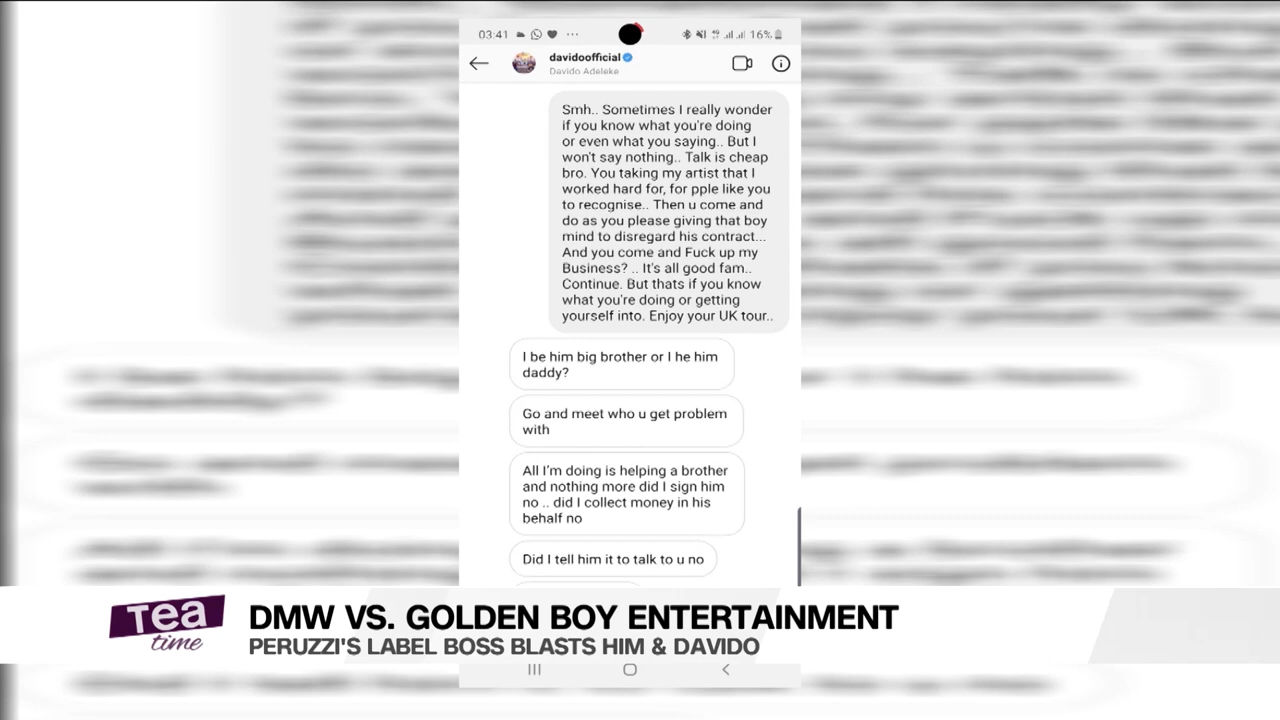 03:41
16%
davidoofficial
Davido Adeleke
Smh.. Sometimes I really wonder
if you know what you're doing
or even what you saying.. But I
won't say nothing.. Talk is cheap
bro. You taking my artist that I
worked hard for, for pple like you
to recognise.. Then u come and
do as you please giving that boy
mind to disregard his contract...
And you come and Fuck up my
Business? .. It's all good fam..
Continue. But thats if you know
what you're doing or getting
yourself into. Enjoy your UK tour..
I be him big brother or I he him
daddy?
Go and meet who u get problem
with
All I'm doing is helping a brother
and nothing more did I sign him
no .. did I collect money in his
behalf no
Did I tell him it to talk to u no
Tea
time
DMW VS. GOLDEN BOY ENTERTAINMENT
PERUZZI'S LABEL BOSS BLASTS HIM & DAVIDO